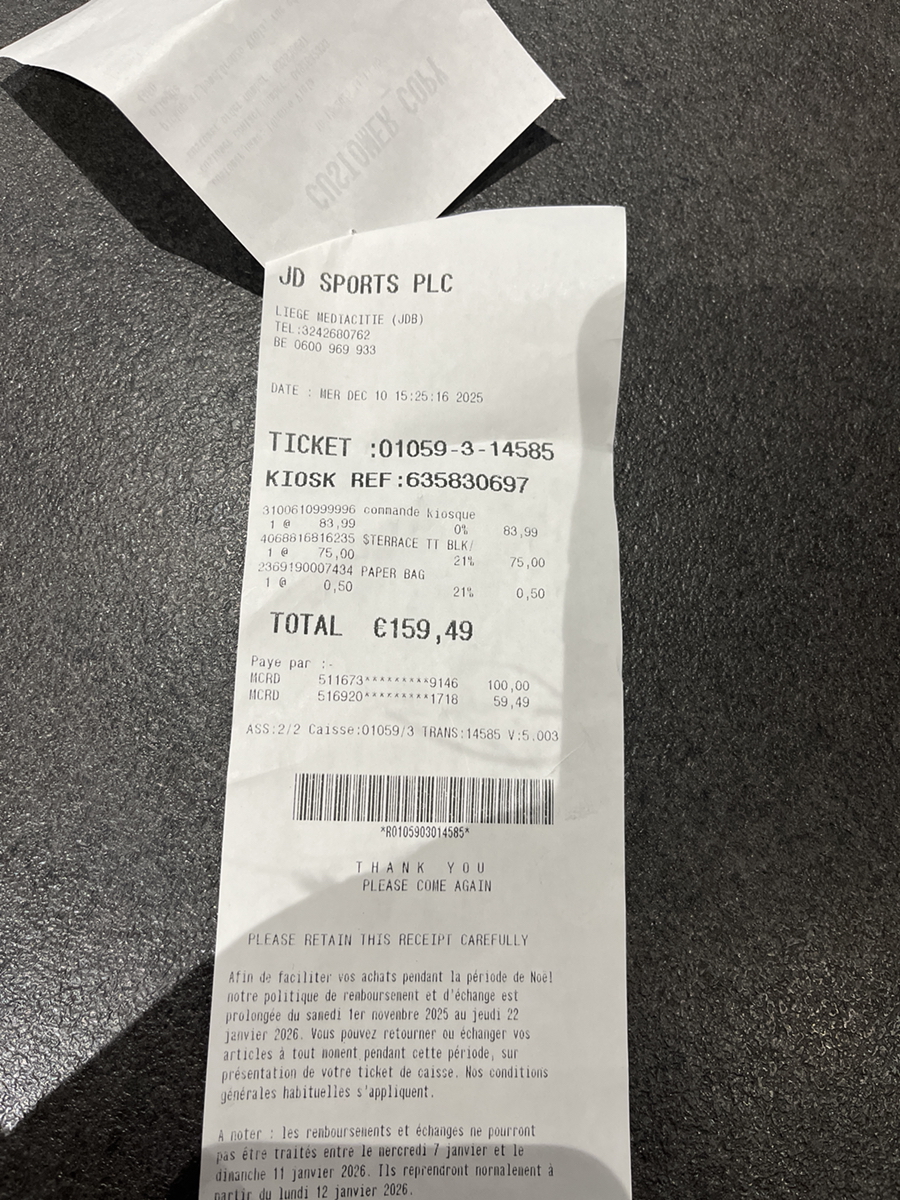 CUSTOMER COPY
JD SPORTS PLC
LIEGE MEDIACITIE (JDB)
TEL:3242680762
BE 0600 969 933
DATE : MER DEC 10 15:25:16 2025
TICKET :01059-3-14585
KIOSK REF:635830697
3100610999996 commande kiosque
1 @ 83,99 0% 83,99
4068816816235 $TERRACE TT BLK/
1 @ 75,00 21% 75,00
2369190007434 PAPER BAG
1 @ 0,50 21% 0,50
TOTAL €159,49
Paye par :-
MCRD 511673*********9146 100,00
MCRD 516920*********1718 59,49
ASS:2/2 Caisse:01059/3 TRANS:14585 V:5.003
*R0105903014585*
THANK YOU
PLEASE COME AGAIN
PLEASE RETAIN THIS RECEIPT CAREFULLY
Afin de faciliter vos achats pendant la période de Noël
notre politique de remboursement et d'échange est
prolongée du samedi 1er novembre 2025 au jeudi 22
janvier 2026. Vous pouvez retourner ou échanger vos
articles à tout moment pendant cette période, sur
présentation de votre ticket de caisse. Nos conditions
générales habituelles s'appliquent.
A noter : les remboursements et échanges ne pourront
pas être traités entre le mercredi 7 janvier et le
dimanche 11 janvier 2026. Ils reprendront normalement à
partir du lundi 12 janvier 2026.